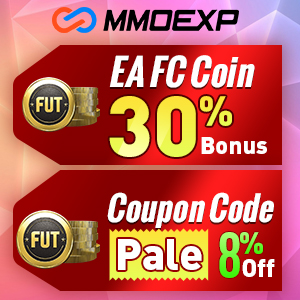 MMOEXP
FUT
EA FC Coin
30% Bonus
FUT
Coupon Code
Pale 8% Off